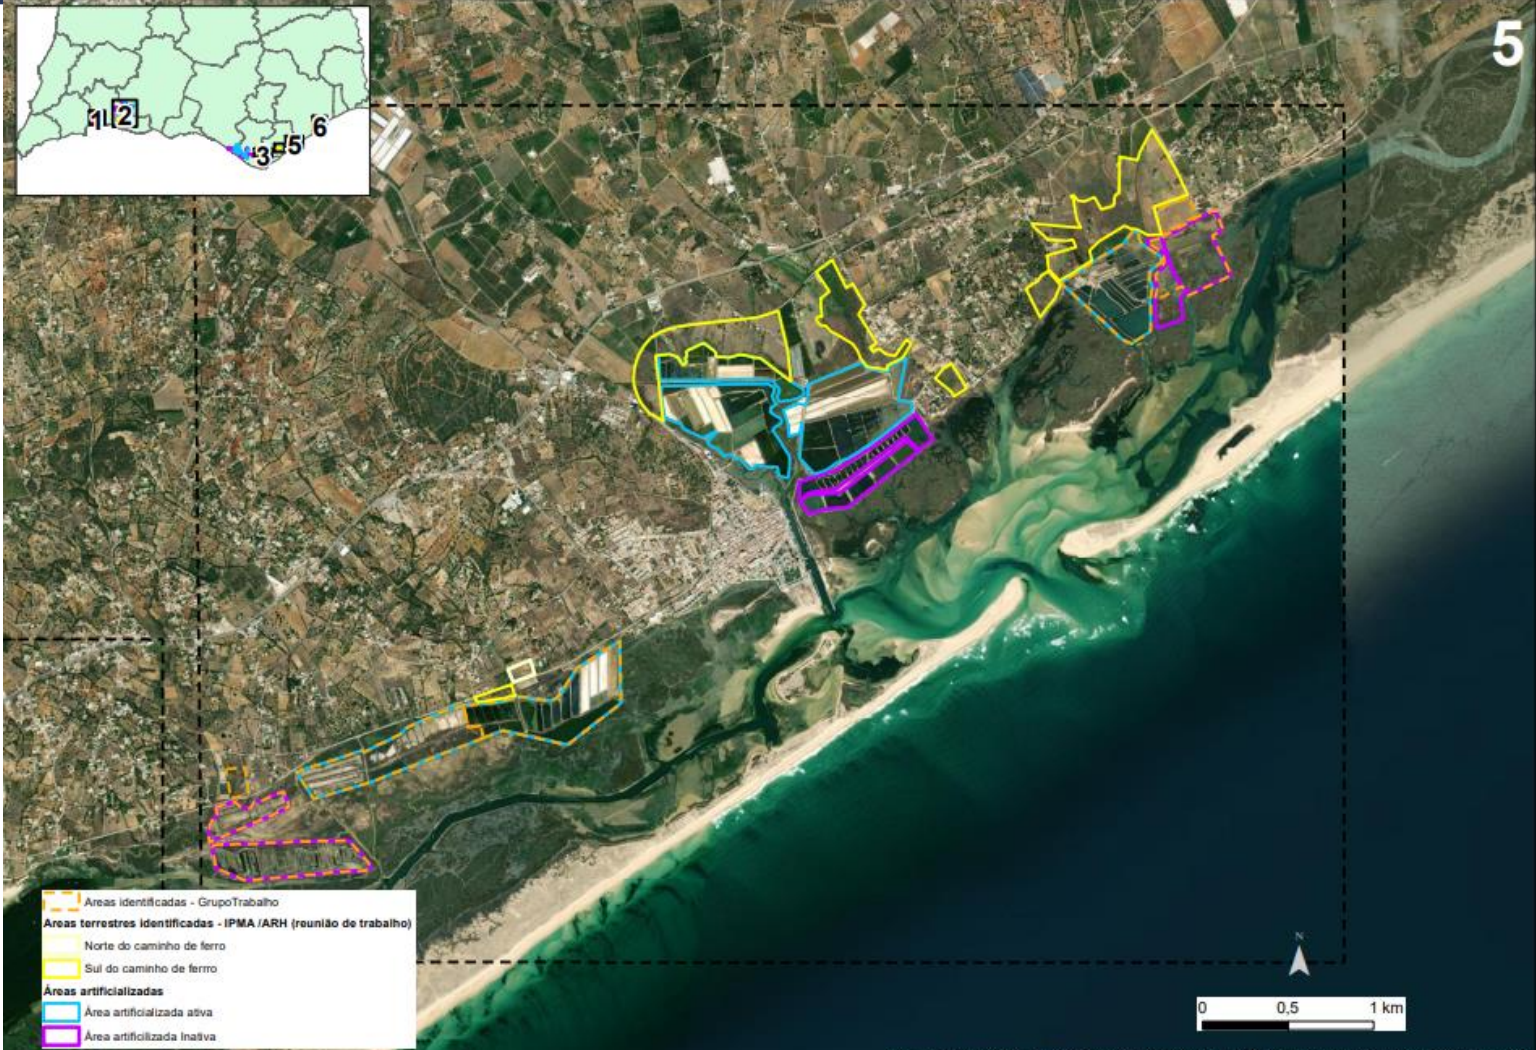 5
1
2
3
5
6
Areas identificadas - GrupoTrabalho
Areas terrestres identificadas - IPMA /ARH (reunião de trabalho)
Norte do caminho de ferro
Sul do caminho de ferrro
Áreas artificializadas
Área artificializada ativa
Área artificilizada Inativa
N
0 0,5 1 km